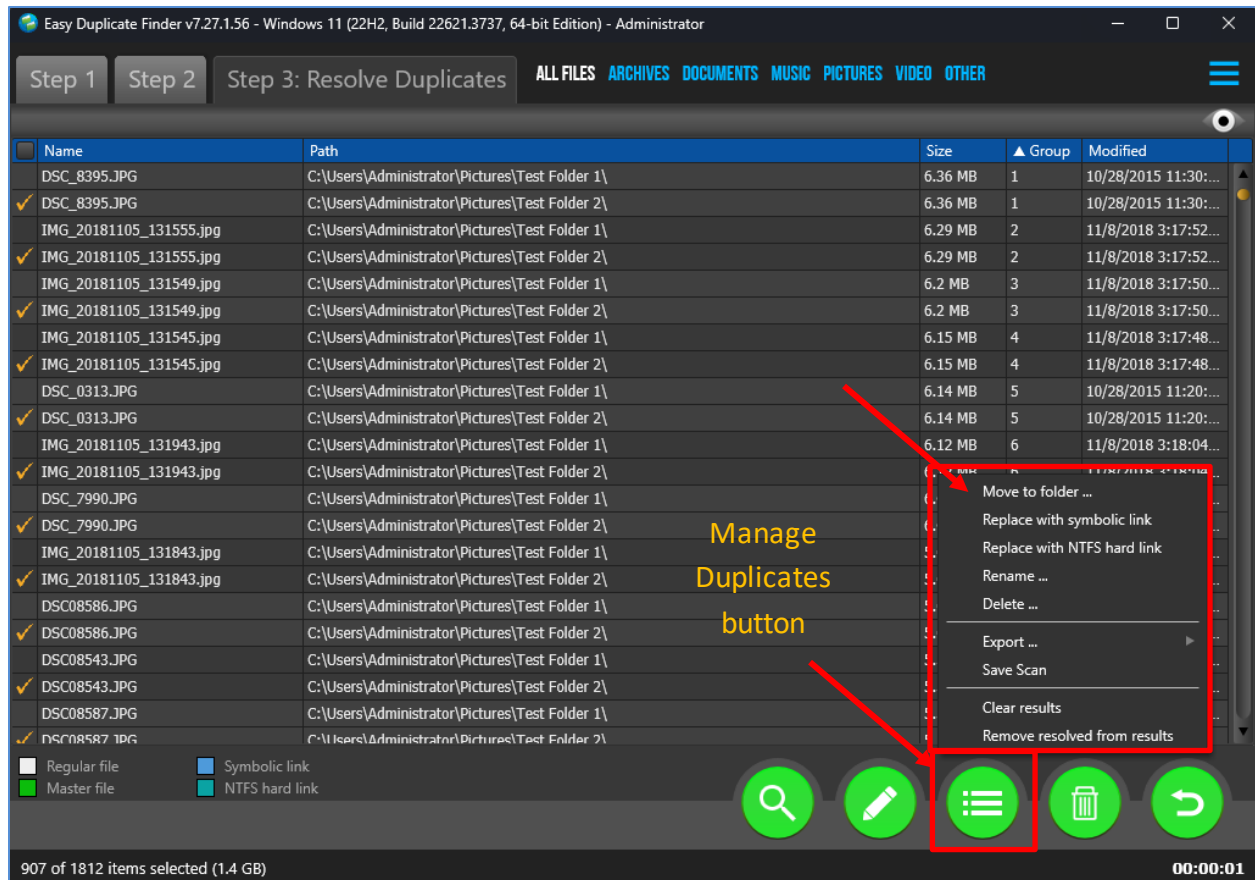 Easy Duplicate Finder v7.27.1.56 - Windows 11 (22H2, Build 22621.3737, 64-bit Edition) - Administrator
Step 1 Step 2 Step 3: Resolve Duplicates ALL FILES ARCHIVES DOCUMENTS MUSIC PICTURES VIDEO OTHER
Name Path Size ▲ Group Modified
DSC_8395.JPG C:\Users\Administrator\Pictures\Test Folder 1\ 6.36 MB 1 10/28/2015 11:30:...
DSC_8395.JPG C:\Users\Administrator\Pictures\Test Folder 2\ 6.36 MB 1 10/28/2015 11:30:...
IMG_20181105_131555.jpg C:\Users\Administrator\Pictures\Test Folder 1\ 6.29 MB 2 11/8/2018 3:17:52...
IMG_20181105_131555.jpg C:\Users\Administrator\Pictures\Test Folder 2\ 6.29 MB 2 11/8/2018 3:17:52...
IMG_20181105_131549.jpg C:\Users\Administrator\Pictures\Test Folder 1\ 6.2 MB 3 11/8/2018 3:17:50...
IMG_20181105_131549.jpg C:\Users\Administrator\Pictures\Test Folder 2\ 6.2 MB 3 11/8/2018 3:17:50...
IMG_20181105_131545.jpg C:\Users\Administrator\Pictures\Test Folder 1\ 6.15 MB 4 11/8/2018 3:17:48...
IMG_20181105_131545.jpg C:\Users\Administrator\Pictures\Test Folder 2\ 6.15 MB 4 11/8/2018 3:17:48...
DSC_0313.JPG C:\Users\Administrator\Pictures\Test Folder 1\ 6.14 MB 5 10/28/2015 11:20:...
DSC_0313.JPG C:\Users\Administrator\Pictures\Test Folder 2\ 6.14 MB 5 10/28/2015 11:20:...
IMG_20181105_131943.jpg C:\Users\Administrator\Pictures\Test Folder 1\ 6.12 MB 6 11/8/2018 3:18:04...
IMG_20181105_131943.jpg C:\Users\Administrator\Pictures\Test Folder 2\ MB 6 11/8/2018 3:18:04...
DSC_7990.JPG C:\Users\Administrator\Pictures\Test Folder 1\
DSC_7990.JPG C:\Users\Administrator\Pictures\Test Folder 2\
IMG_20181105_131843.jpg C:\Users\Administrator\Pictures\Test Folder 1\
IMG_20181105_131843.jpg C:\Users\Administrator\Pictures\Test Folder 2\
DSC08586.JPG C:\Users\Administrator\Pictures\Test Folder 1\
DSC08586.JPG C:\Users\Administrator\Pictures\Test Folder 2\
DSC08543.JPG C:\Users\Administrator\Pictures\Test Folder 1\
DSC08543.JPG C:\Users\Administrator\Pictures\Test Folder 2\
DSC08587.JPG C:\Users\Administrator\Pictures\Test Folder 1\
DSC08587.JPG C:\Users\Administrator\Pictures\Test Folder 2\
Manage
Duplicates
button
Move to folder ...
Replace with symbolic link
Replace with NTFS hard link
Rename ...
Delete ...
Export ...
Save Scan
Clear results
Remove resolved from results
Regular file Symbolic link
Master file NTFS hard link
907 of 1812 items selected (1.4 GB) 00:00:01